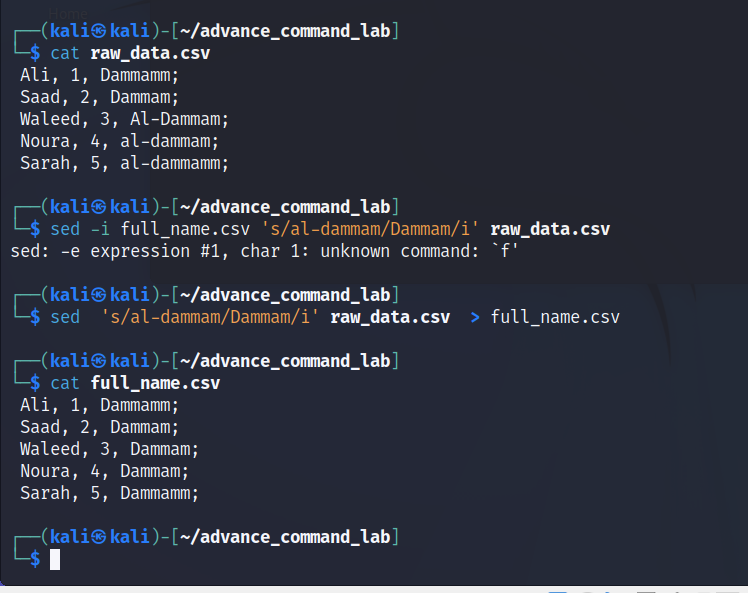 ┌──(kali㉿kali)-[~/advance_command_lab]
└─$ cat raw_data.csv
Ali, 1, Dammamm;
Saad, 2, Dammam;
Waleed, 3, Al-Dammam;
Noura, 4, al-dammam;
Sarah, 5, al-dammamm;
┌──(kali㉿kali)-[~/advance_command_lab]
└─$ sed -i full_name.csv 's/al-dammam/Dammam/i' raw_data.csv
sed: -e expression #1, char 1: unknown command: `f'
┌──(kali㉿kali)-[~/advance_command_lab]
└─$ sed  's/al-dammam/Dammam/i' raw_data.csv  > full_name.csv
┌──(kali㉿kali)-[~/advance_command_lab]
└─$ cat full_name.csv
Ali, 1, Dammamm;
Saad, 2, Dammam;
Waleed, 3, Dammam;
Noura, 4, Dammam;
Sarah, 5, Dammamm;
┌──(kali㉿kali)-[~/advance_command_lab]
└─$